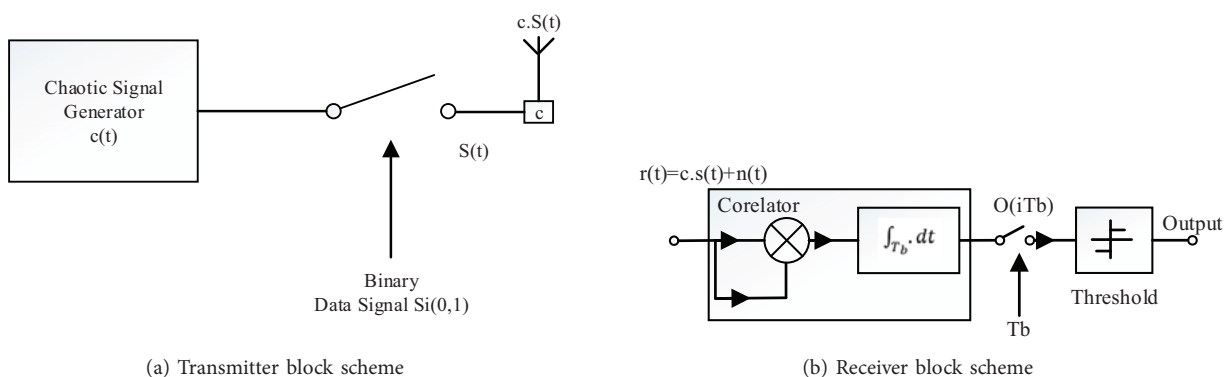 c.S(t)
Chaotic Signal
Generator
c(t)
c
S(t)
Binary
Data Signal Si(0,1)
(a) Transmitter block scheme
r(t)=c.s(t)+n(t)
Corelator
∫_{T_b} . dt
O(iTb)
Output
Threshold
Tb
(b) Receiver block scheme